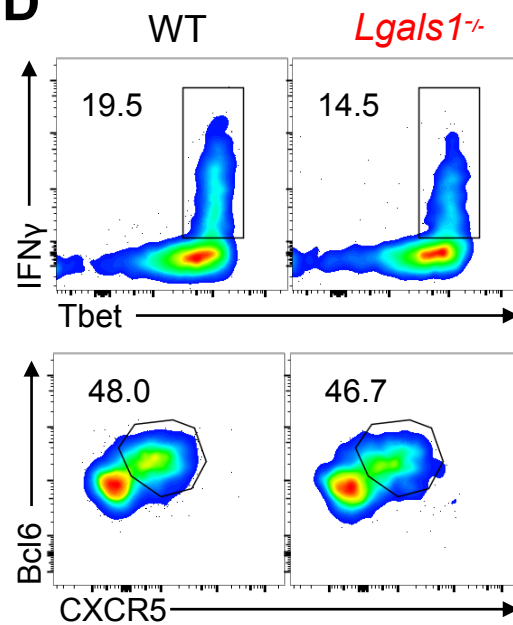 D
WT Lgals1-/-
19.5 14.5
IFNγ
Tbet
48.0 46.7
Bcl6
CXCR5